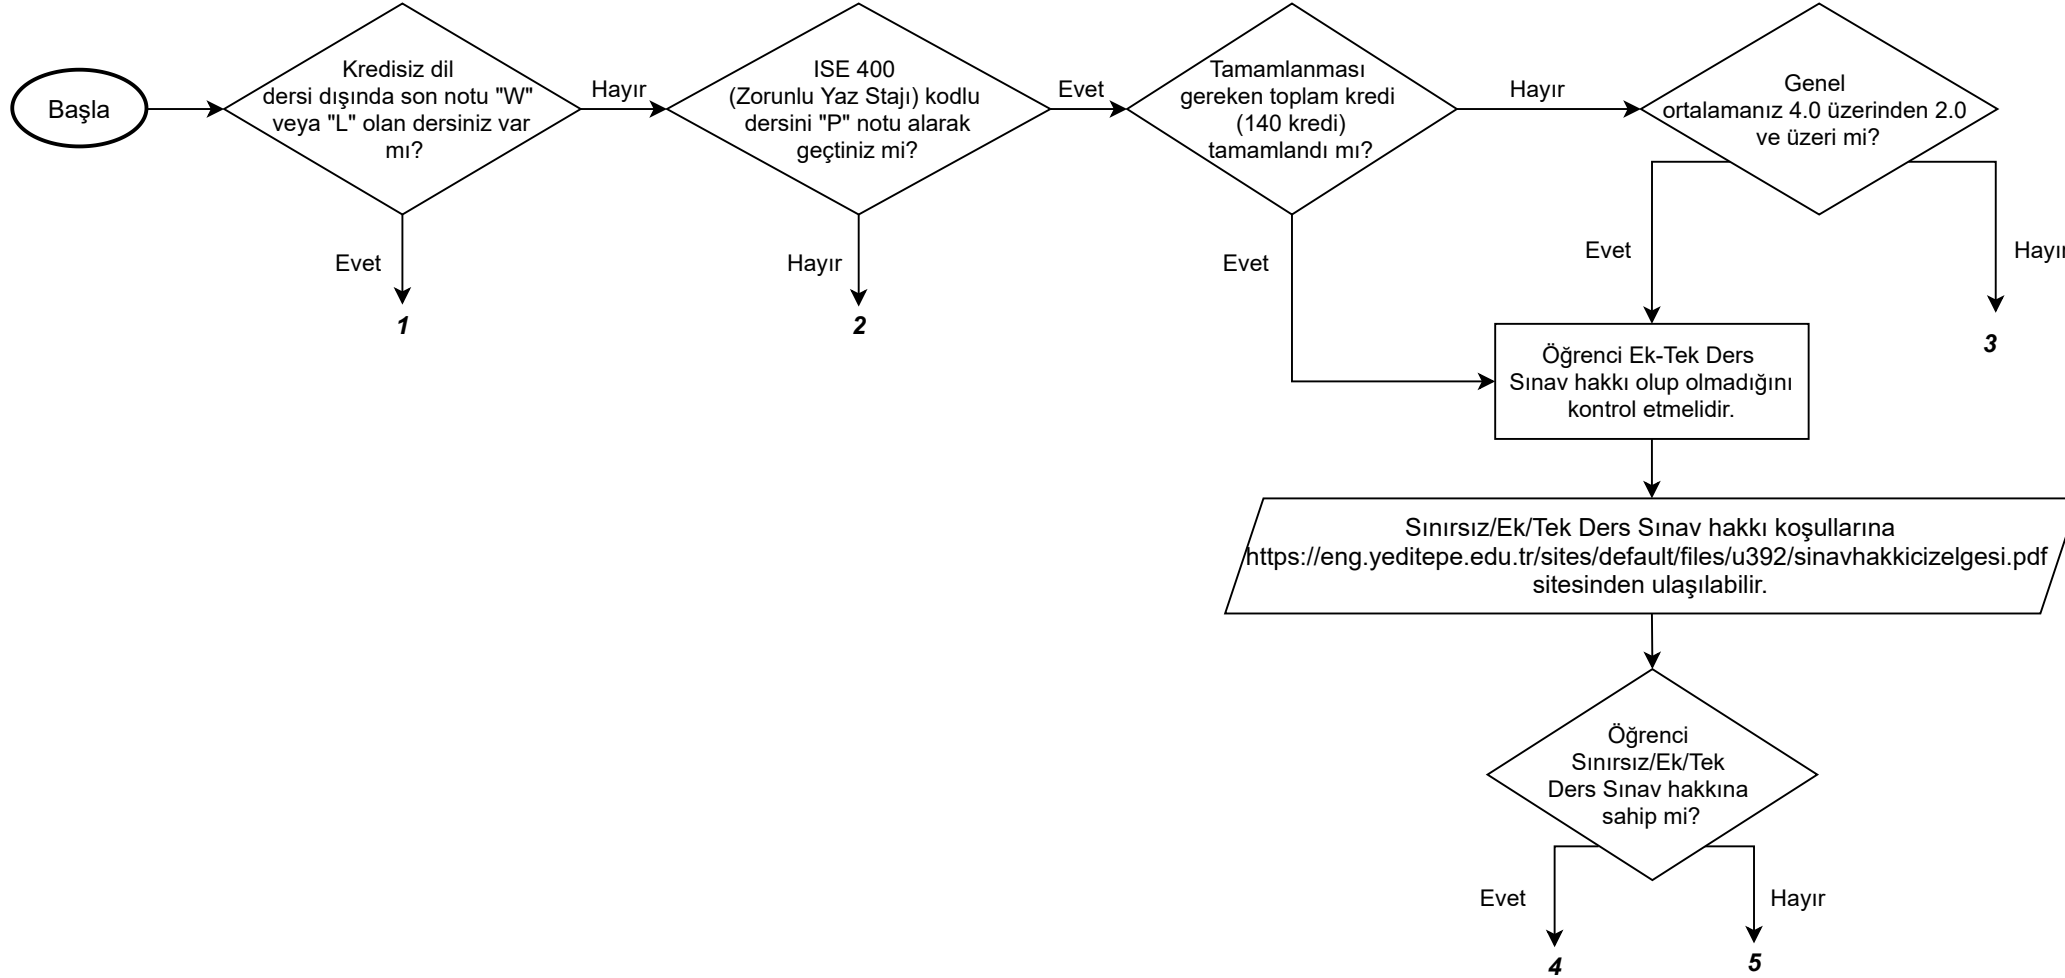 Başla
Kredisiz dil
dersi dışında son notu "W"
veya "L" olan dersiniz var
mı?
Hayır
Evet
1
ISE 400
(Zorunlu Yaz Stajı) kodlu
dersini "P" notu alarak
geçtiniz mi?
Evet
Hayır
2
Tamamlanması
gereken toplam kredi
(140 kredi)
tamamlandı mı?
Hayır
Evet
Genel
ortalamanız 4.0 üzerinden 2.0
ve üzeri mi?
Evet
Hayır
3
Öğrenci Ek-Tek Ders
Sınav hakkı olup olmadığını
kontrol etmelidir.
Sınırsız/Ek/Tek Ders Sınav hakkı koşullarına
https://eng.yeditepe.edu.tr/sites/default/files/u392/sinavhakkicizelgesi.pdf
sitesinden ulaşılabilir.
Öğrenci
Sınırsız/Ek/Tek
Ders Sınav hakkına
sahip mi?
Evet
Hayır
4
5